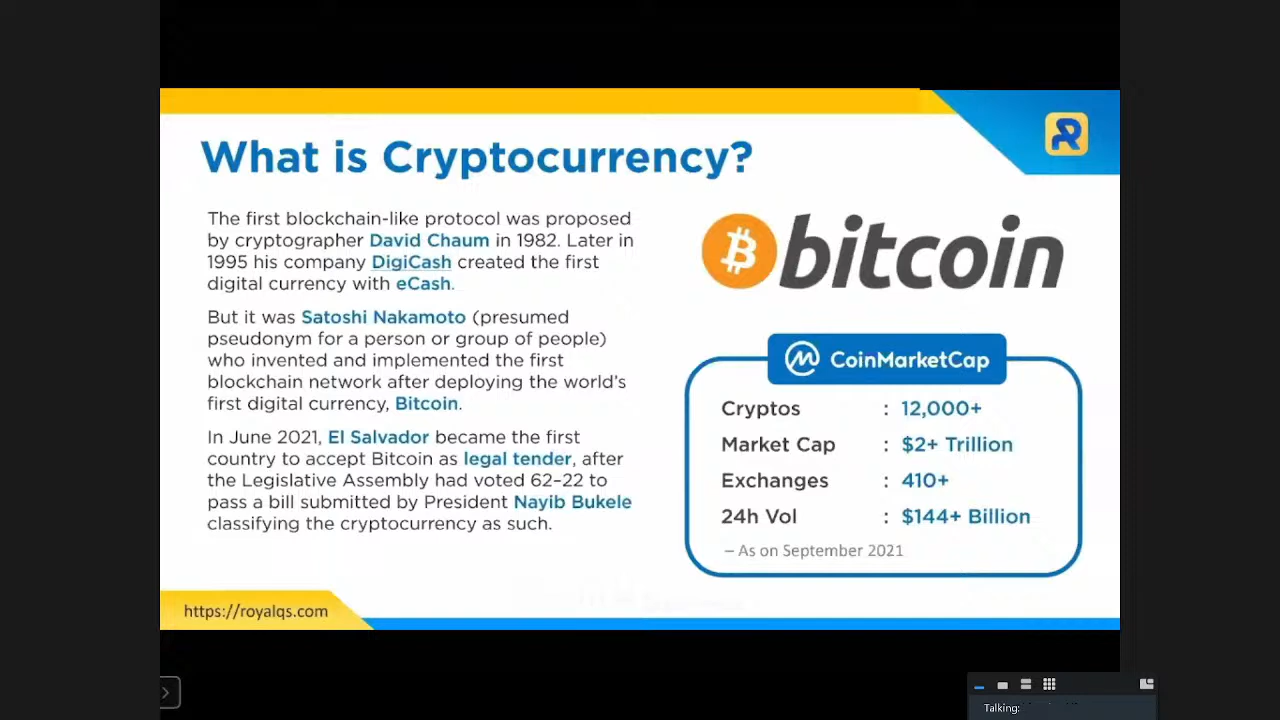 What is Cryptocurrency?
The first blockchain-like protocol was proposed
by cryptographer David Chaum in 1982. Later in
1995 his company DigiCash created the first
digital currency with eCash.
But it was Satoshi Nakamoto (presumed
pseudonym for a person or group of people)
who invented and implemented the first
blockchain network after deploying the world's
first digital currency, Bitcoin.
In June 2021, El Salvador became the first
country to accept Bitcoin as legal tender, after
the Legislative Assembly had voted 62–22 to
pass a bill submitted by President Nayib Bukele
classifying the cryptocurrency as such.
bitcoin
CoinMarketCap
Cryptos : 12,000+
Market Cap : $2+ Trillion
Exchanges : 410+
24h Vol : $144+ Billion
– As on September 2021
https://royalqs.com
Talking: